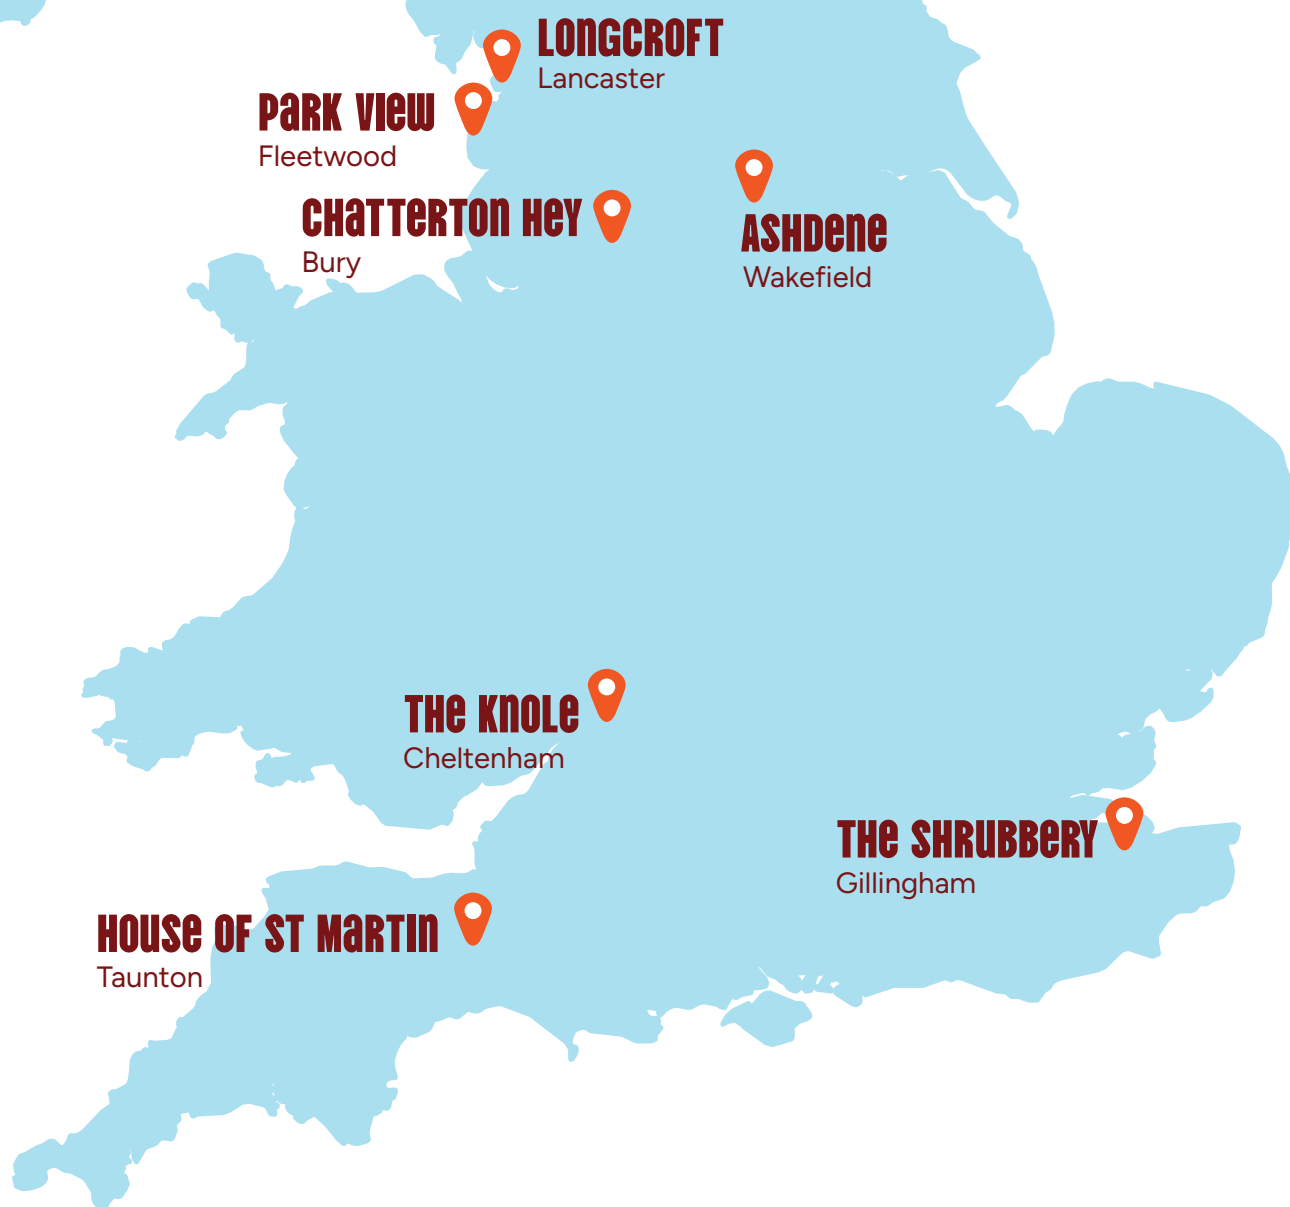 LONGCROFT
Lancaster
PARK VIEW
Fleetwood
CHATTERTON HEY
Bury
ASHDENE
Wakefield
THE KNOLE
Cheltenham
THE SHRUBBERY
Gillingham
HOUSE OF ST MARTIN
Taunton